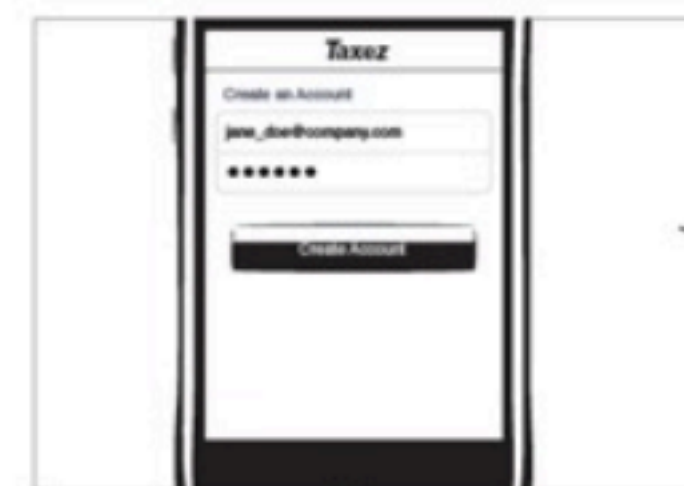 Taxez
Create an Account
jane_doe@company.com
••••••
Create Account